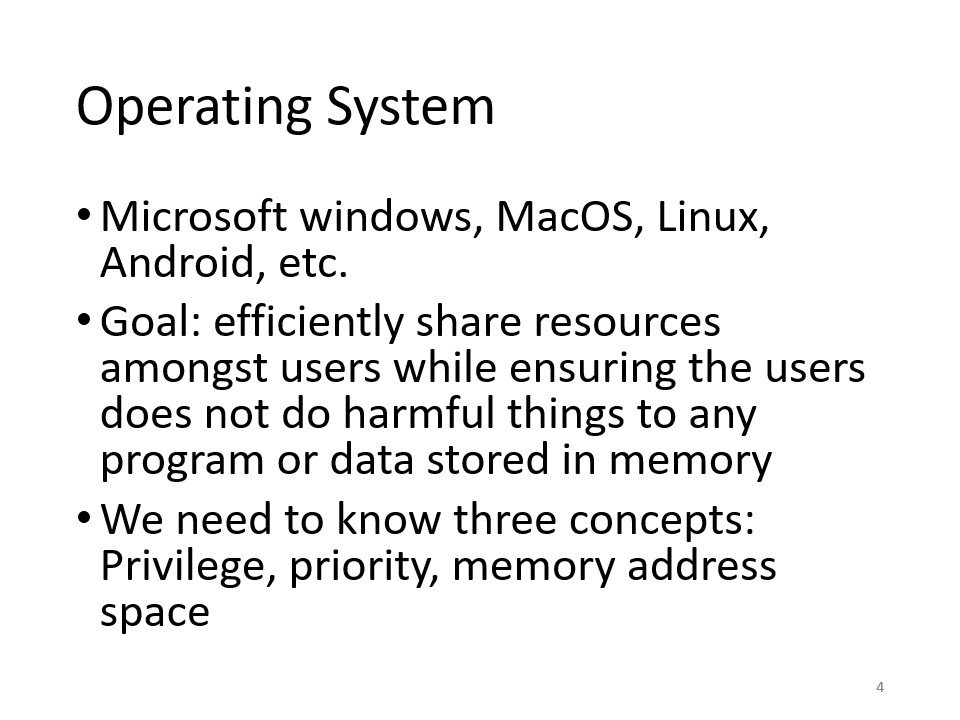 Operating System
• Microsoft windows, MacOS, Linux,
Android, etc.
• Goal: efficiently share resources
amongst users while ensuring the users
does not do harmful things to any
program or data stored in memory
• We need to know three concepts:
Privilege, priority, memory address
space
4